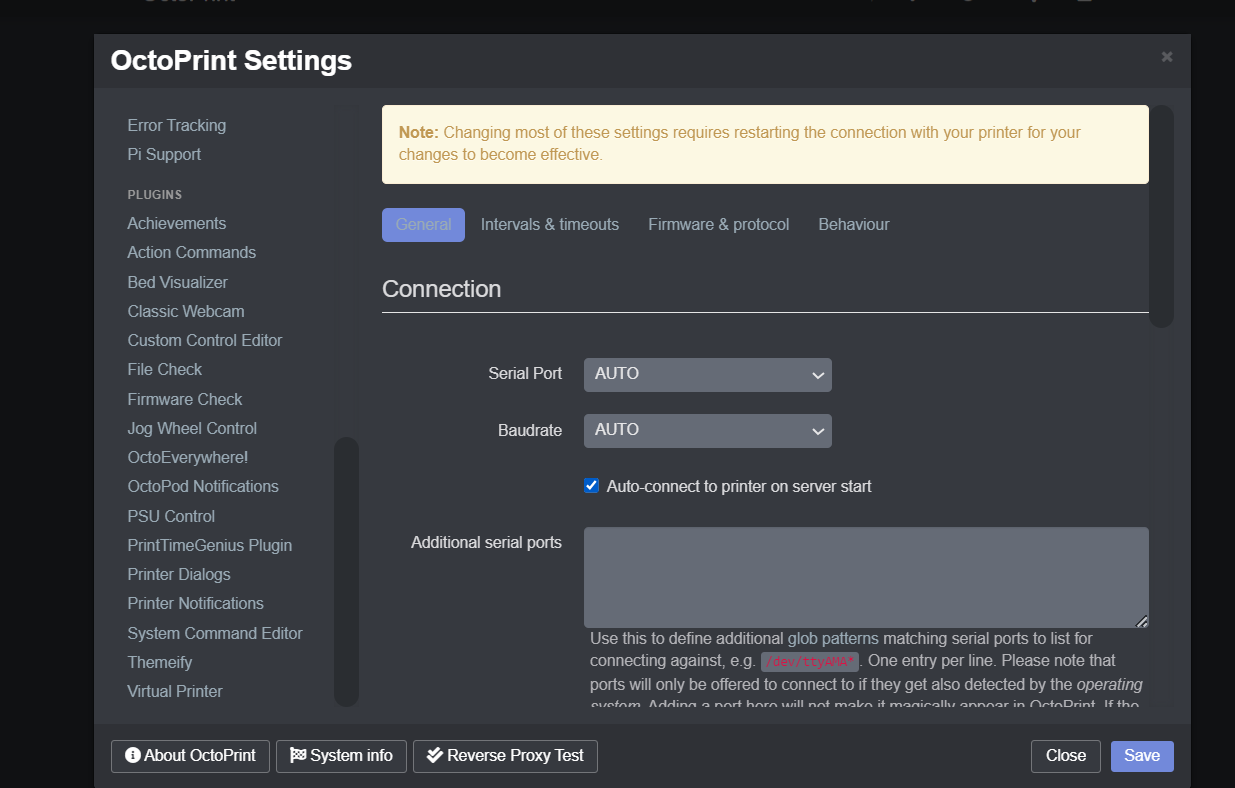 OctoPrint Settings
×
Error Tracking
Pi Support
PLUGINS
Achievements
Action Commands
Bed Visualizer
Classic Webcam
Custom Control Editor
File Check
Firmware Check
Jog Wheel Control
OctoEverywhere!
OctoPod Notifications
PSU Control
PrintTimeGenius Plugin
Printer Dialogs
Printer Notifications
System Command Editor
Themeify
Virtual Printer
Note: Changing most of these settings requires restarting the connection with your printer for your
changes to become effective.
General Intervals & timeouts Firmware & protocol Behaviour
Connection
Serial Port AUTO
Baudrate AUTO
Auto-connect to printer on server start
Additional serial ports
Use this to define additional glob patterns matching serial ports to list for
connecting against, e.g. /dev/ttyAMA*. One entry per line. Please note that
ports will only be offered to connect to if they get also detected by the operating
system. Adding a port here will not make it magically appear in OctoPrint. If the
About OctoPrint System info Reverse Proxy Test Close Save